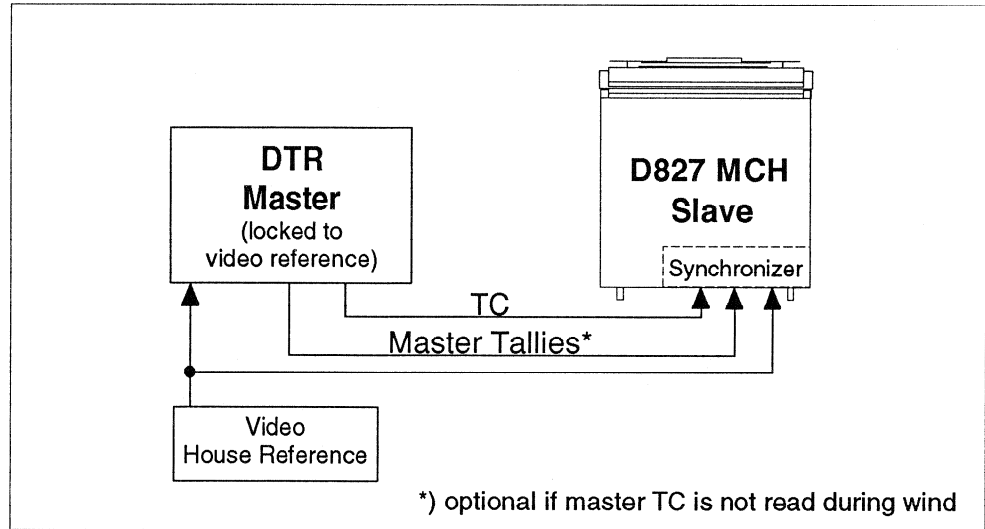 DTR
Master
(locked to
video reference)
D827 MCH
Slave
Synchronizer
TC
Master Tallies*
Video
House Reference
*) optional if master TC is not read during wind